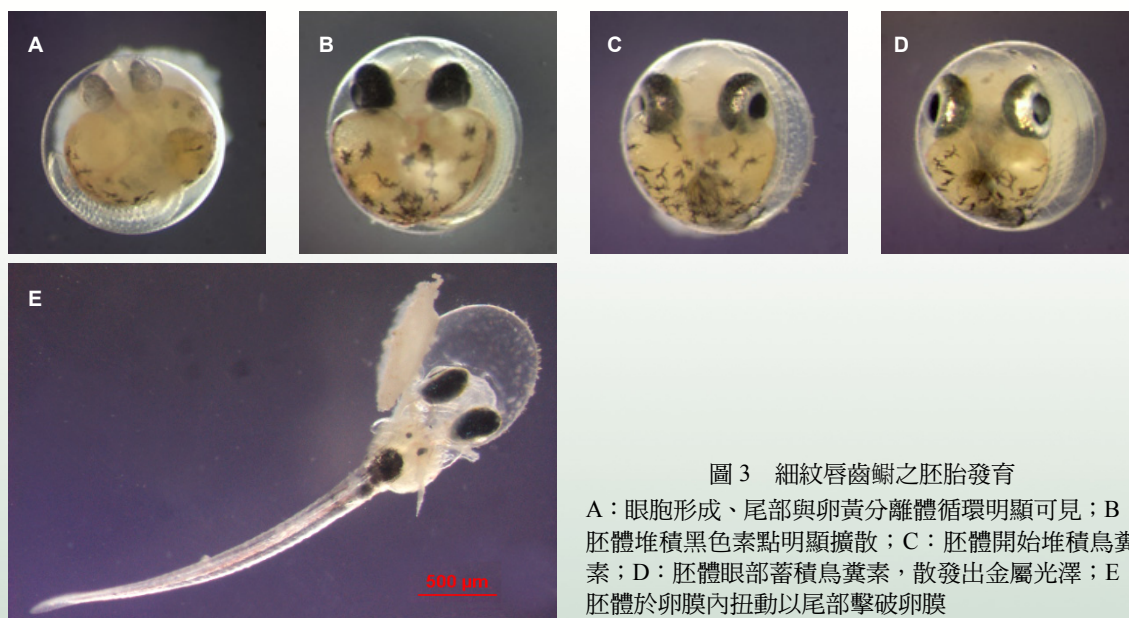 A
B
C
D
E
500 μm
圖 3 細紋唇齒鳚之胚胎發育
A：眼胞形成、尾部與卵黃分離體循環明顯可見；B
胚體堆積黑色素點明顯擴散；C：胚體開始堆積鳥糞
素；D：胚體眼部蓄積鳥糞素，散發出金屬光澤；E
胚體於卵膜內扭動以尾部擊破卵膜